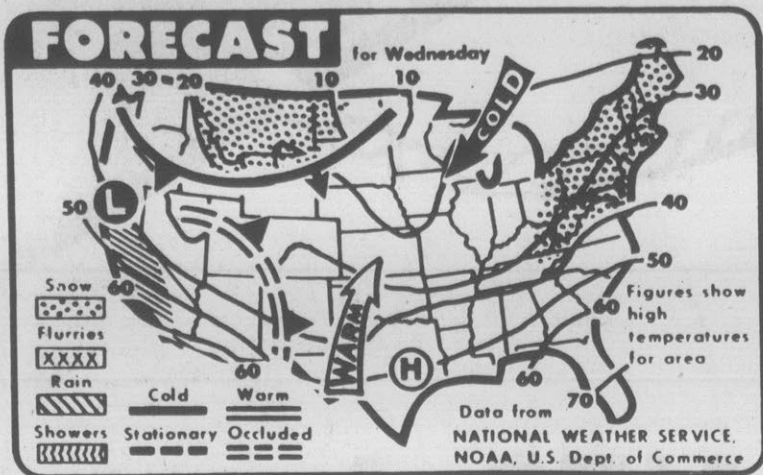 FORECAST
for Wednesday
40 30 20 10 10
20
30
COLD
L
50
40
50
60
Snow
Flurries
XXXX
Rain
Showers
Cold
Warm
Stationary
Occluded
60
WARM
H
60
60
70
Figures show
high
temperatures
for area
Data from
NATIONAL WEATHER SERVICE,
NOAA, U.S. Dept. of Commerce